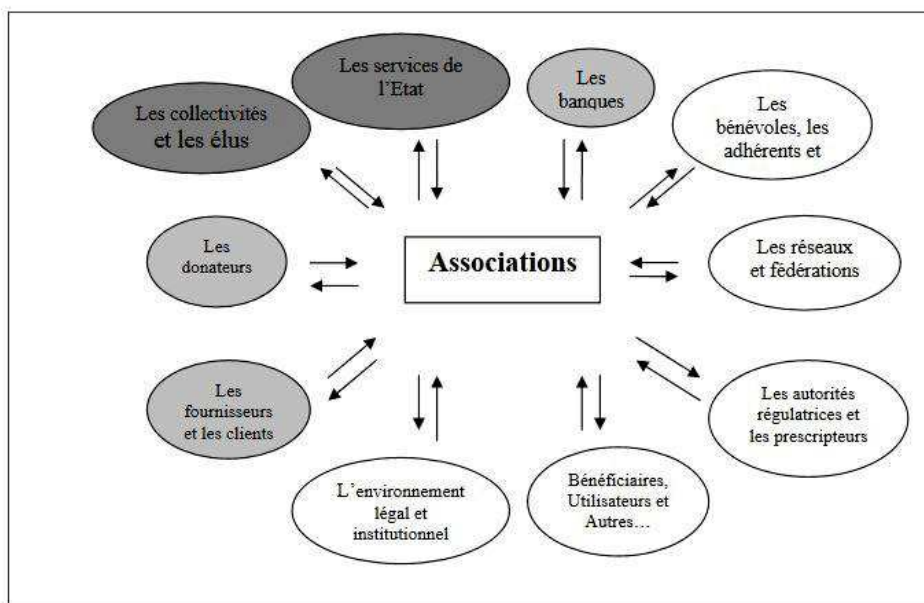 Les services de
l'Etat
Les
banques
Les collectivités
et les élus
Les
bénévoles, les
adhérents et
Les
donateurs
Associations
Les réseaux
et fédérations
Les
fournisseurs
et les clients
Les autorités
régulatrices et
les prescripteurs
L'environnement
légal et
institutionnel
Bénéficiaires,
Utilisateurs et
Autres…